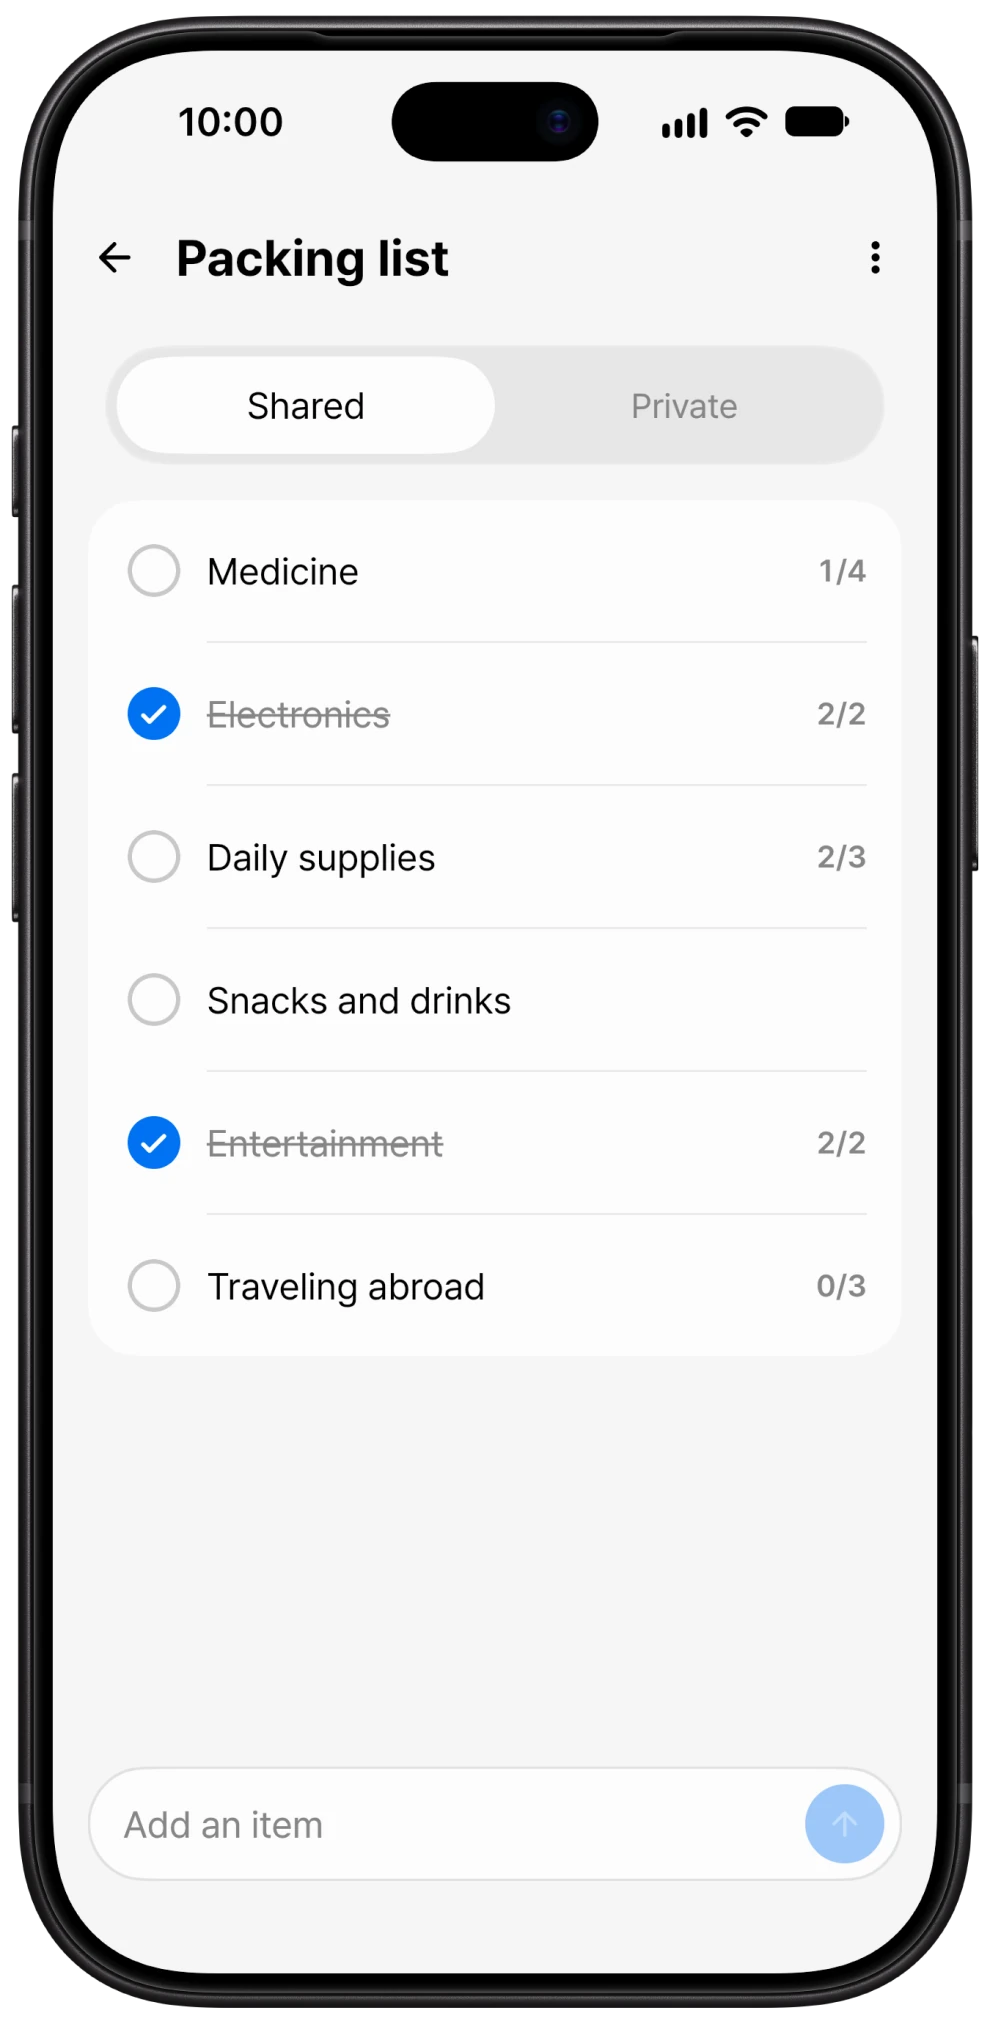 10:00
Packing list
Shared
Private
Medicine 1/4
Electronics 2/2
Daily supplies 2/3
Snacks and drinks
Entertainment 2/2
Traveling abroad 0/3
Add an item